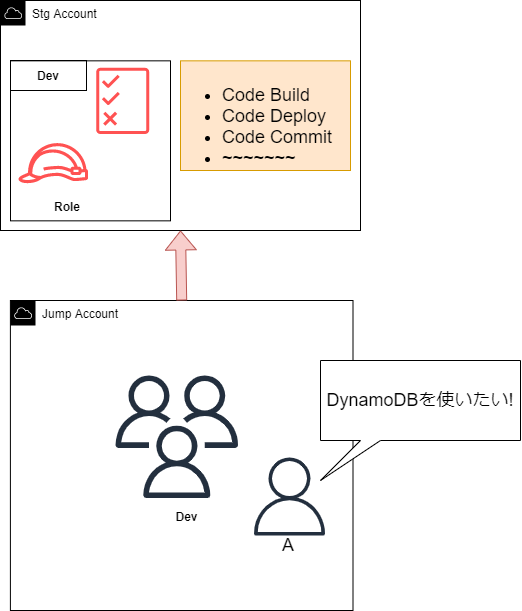 Stg Account
Dev
Role
• Code Build
• Code Deploy
• Code Commit
• ~~~~~~~
Jump Account
DynamoDBを使いたい!
Dev
A